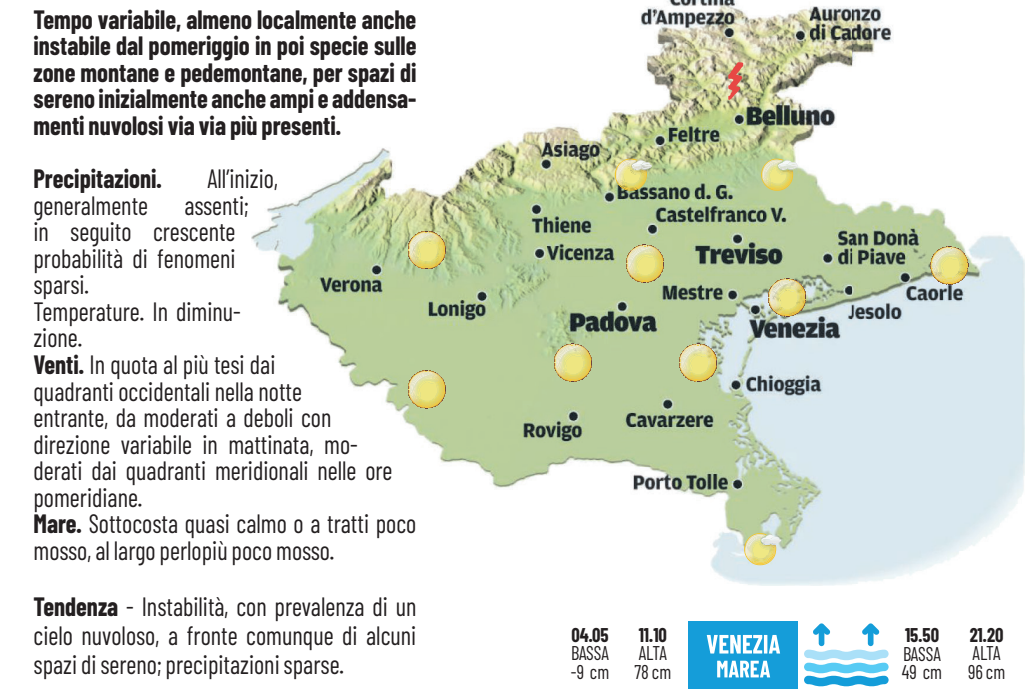 Tempo variabile, almeno localmente anche
instabile dal pomeriggio in poi specie sulle
zone montane e pedemontane, per spazi di
sereno inizialmente anche ampi e addensa-
menti nuvolosi via via più presenti.
Precipitazioni. All'inizio,
generalmente assenti;
in seguito crescente
probabilità di fenomeni
sparsi.
Temperature. In diminu-
zione.
Venti. In quota al più tesi dai
quadranti occidentali nella notte
entrante, da moderati a deboli con
direzione variabile in mattinata, mo-
derati dai quadranti meridionali nelle ore
pomeridiane.
Mare. Sottocosta quasi calmo o a tratti poco
mosso, al largo perlopiù poco mosso.
Tendenza - Instabilità, con prevalenza di un
cielo nuvoloso, a fronte comunque di alcuni
spazi di sereno; precipitazioni sparse.
Cortina
d'Ampezzo
Auronzo
di Cadore
Belluno
Feltre
Asiago
Bassano d. G.
Castelfranco V.
Thiene
Vicenza
Treviso
San Donà
di Piave
Verona
Lonigo
Mestre
Caorle
Jesolo
Padova
Venezia
Chioggia
Cavarzere
Rovigo
Porto Tolle
04.05
BASSA
-9 cm
11.10
ALTA
78 cm
VENEZIA
MAREA
15.50
BASSA
49 cm
21.20
ALTA
96 cm